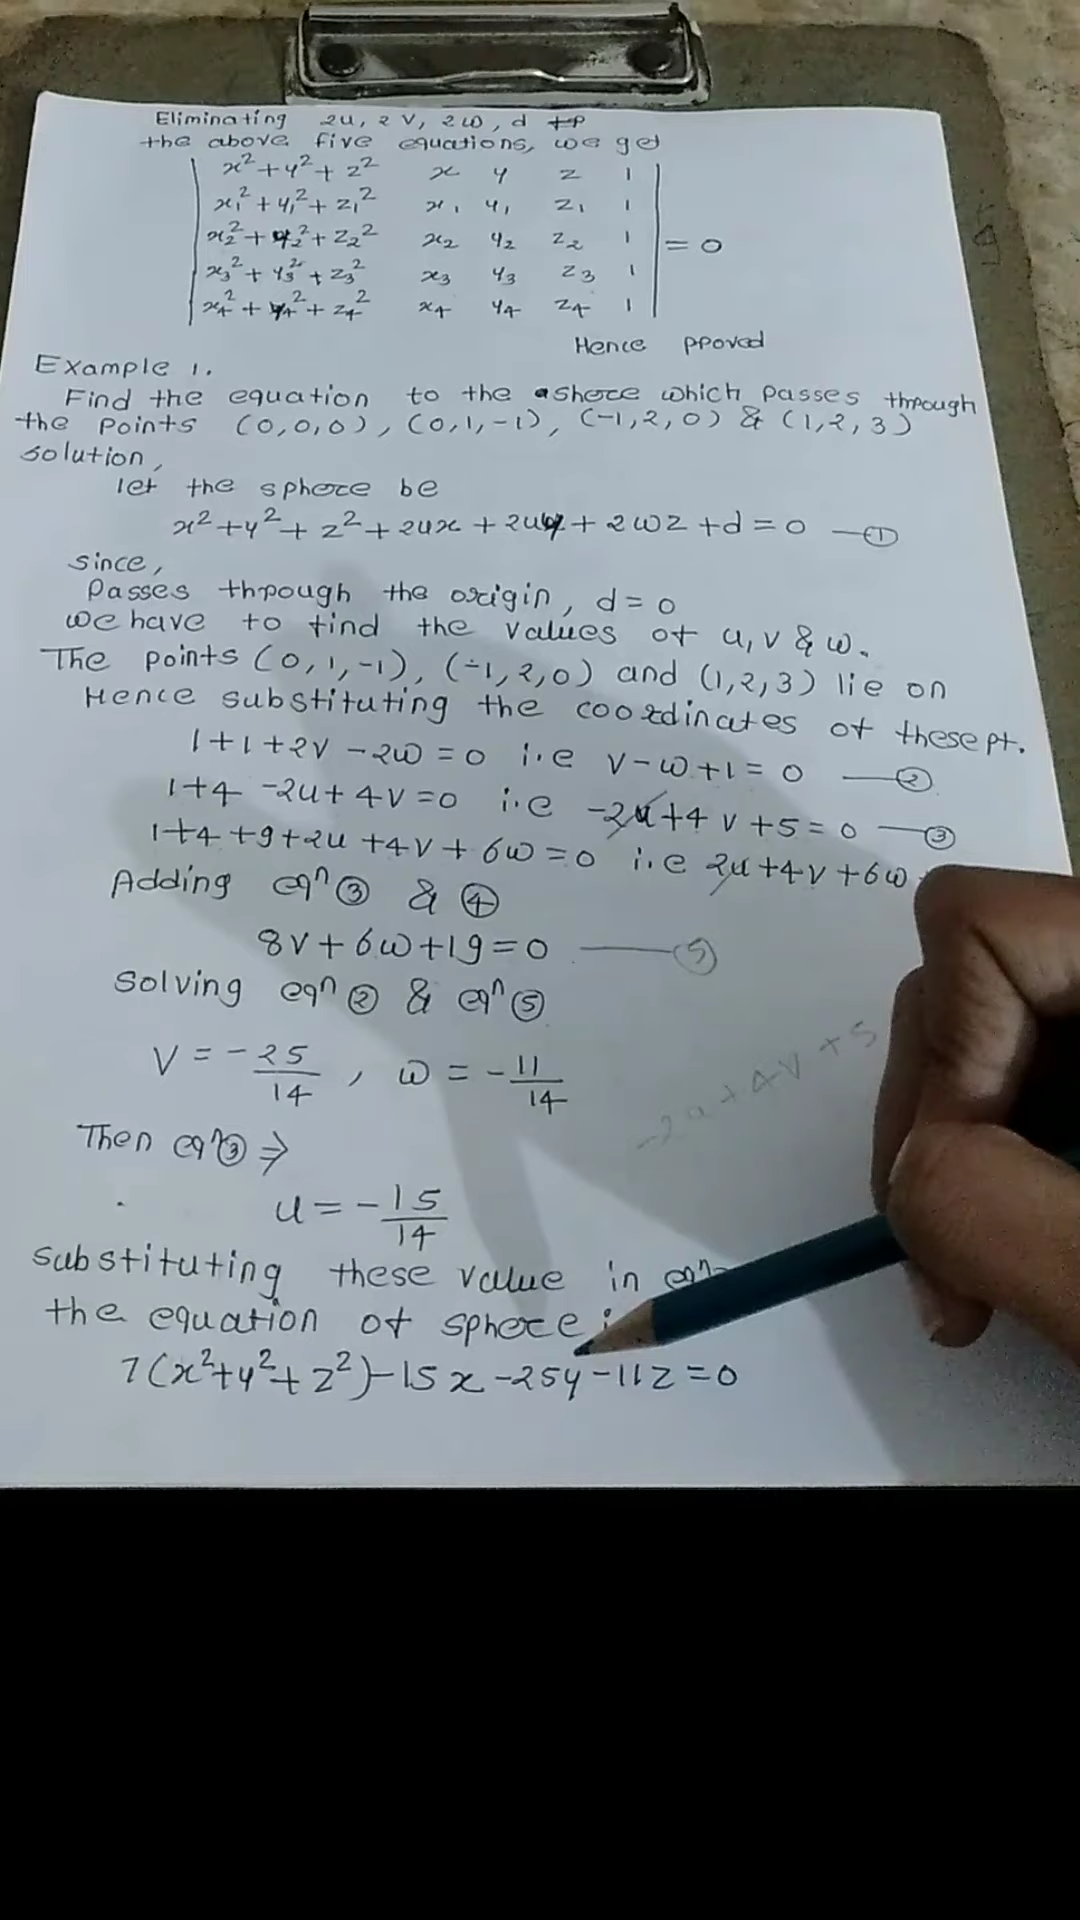 Eliminating 2u, 2v, 2w, d
the above five equations, we get
| x² + y² + z² x y z 1 |
| x₁² + y₁² + z₁² x₁ y₁ z₁ 1 |
| x₂² + y₂² + z₂² x₂ y₂ z₂ 1 | = 0
| x₃² + y₃² + z₃² x₃ y₃ z₃ 1 |
| x₄² + y₄² + z₄² x₄ y₄ z₄ 1 |
Hence pproved
Example 1.
Find the equation to the which passes through
the points (0,0,0), (0,1,-1), (-1,2,0) & (1,2,3)
solution,
let the sphere be
x² + y² + z² + 2ux + 2 + 2wz + d = 0 — ①
since,
passes through the origin, d = 0
we have to find the values of u, v & w.
The points (0,1,-1), (-1,2,0) and (1,2,3) lie on
Hence substituting the coordinates of these pt.
1+1+2v-2w=0 i.e v-w+1=0 — ②
1+4-2u+4v=0 i.e -2u+4v+5=0 — ③
1+4+9+2u+4v+6w=0 i.e 2u+4v+6w
Adding eqⁿ ③ & ④
8v+6w+19=0 — ⑤
solving eqⁿ ② & eqⁿ ⑤
v = -25/14, w = -11/14
-2u+4v+5
Then eqⁿ ③ ⇒
u = -15/14
substituting these value in eqⁿ
the equation of sphere
7(x²+y²+z²)-15x-25y-11z=0